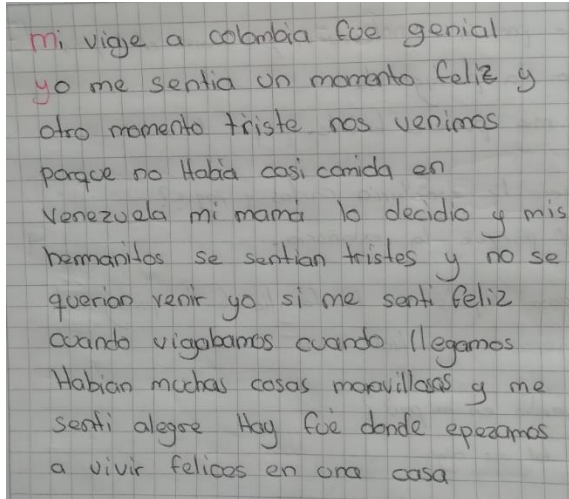 mi viaje a colombia fue genial
yo me sentia un momento feliz y
otro momento triste nos venimos
porque no Habia casi comida en
Venezuela mi mamá lo decidio y mis
hermanitos se sentian tristes y no se
querian venir yo si me senti feliz
cuando viajabamos cuando llegamos
Habian muchas cosas maravillosas y me
senti alegre Hay fue donde epezamos
a vivir felices en una casa